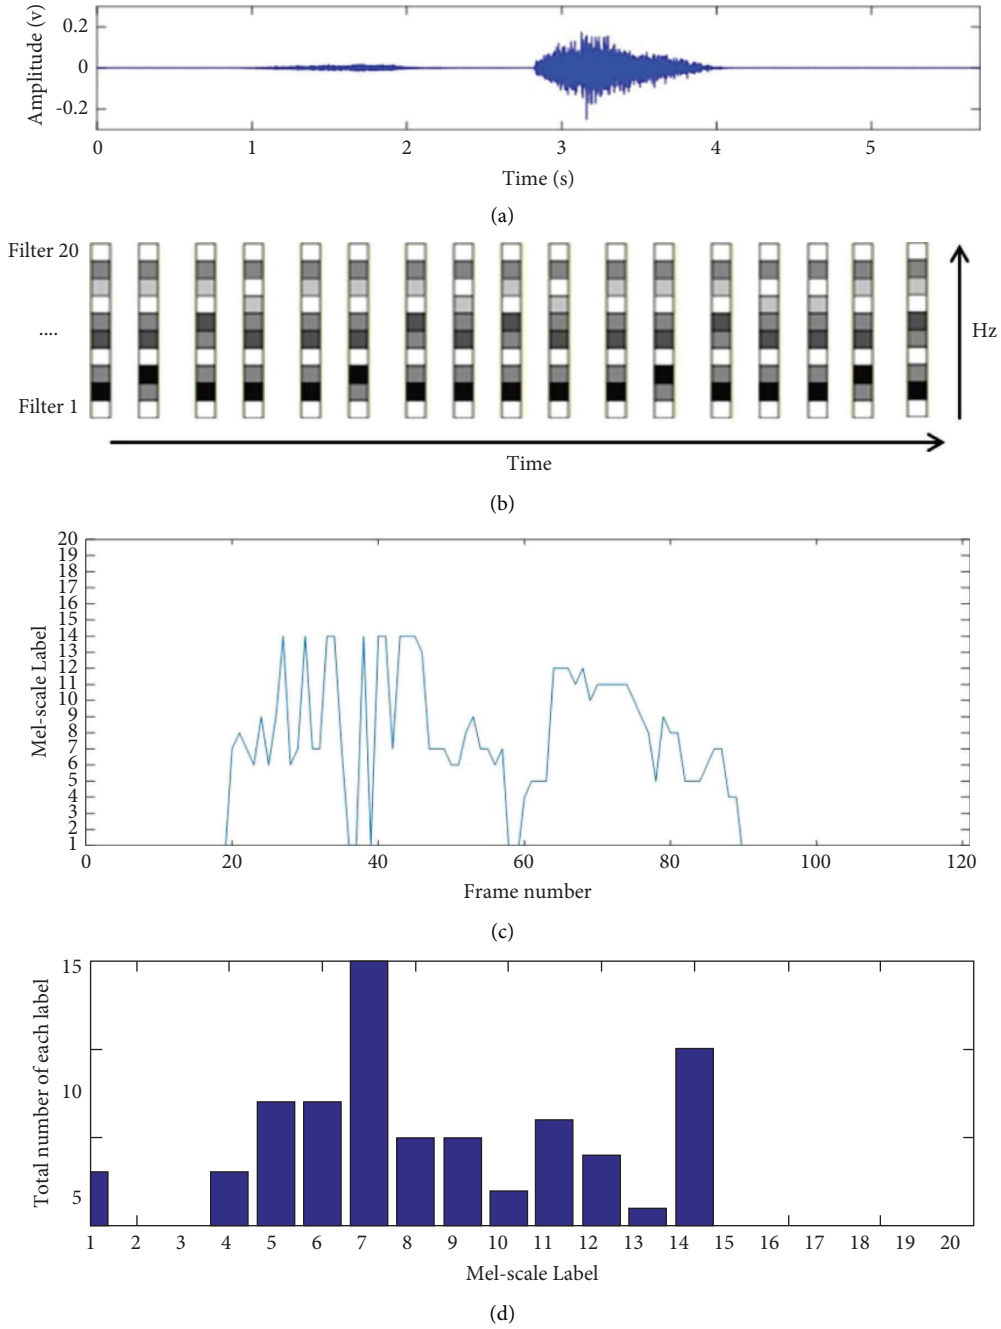 Amplitude (v)
0.2
0
-0.2
0 1 2 3 4 5
Time (s)
(a)
Filter 20
....
Filter 1
Hz
Time
(b)
Mel-scale Label
20
19
17
16
15
14
13
12
11
10
9
8
7
6
5
4
3
2
1
0 20 40 60 80 100 120
Frame number
(c)
Total number of each label
15
10
5
1 2 3 4 5 6 7 8 9 10 11 12 13 14 15 16 17 18 19 20
Mel-scale Label
(d)